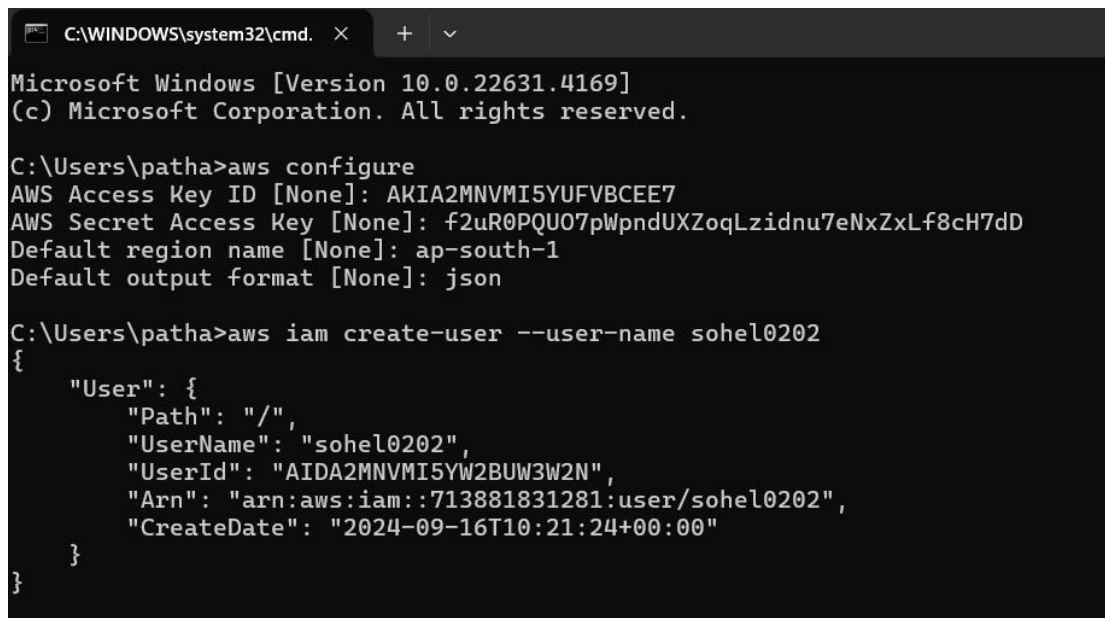 C:\WINDOWS\system32\cmd.
Microsoft Windows [Version 10.0.22631.4169]
(c) Microsoft Corporation. All rights reserved.
C:\Users\patha>aws configure
AWS Access Key ID [None]: AKIA2MNVMI5YUFVBCEE7
AWS Secret Access Key [None]: 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
Default region name [None]: ap-south-1
Default output format [None]: json
C:\Users\patha>aws iam create-user --user-name sohel0202
{
    "User": {
        "Path": "/",
        "UserName": "sohel0202",
        "UserId": "AIDA2MNVMI5YW2BUW3W2N",
        "Arn": "arn:aws:iam::713881831281:user/sohel0202",
        "CreateDate": "2024-09-16T10:21:24+00:00"
    }
}